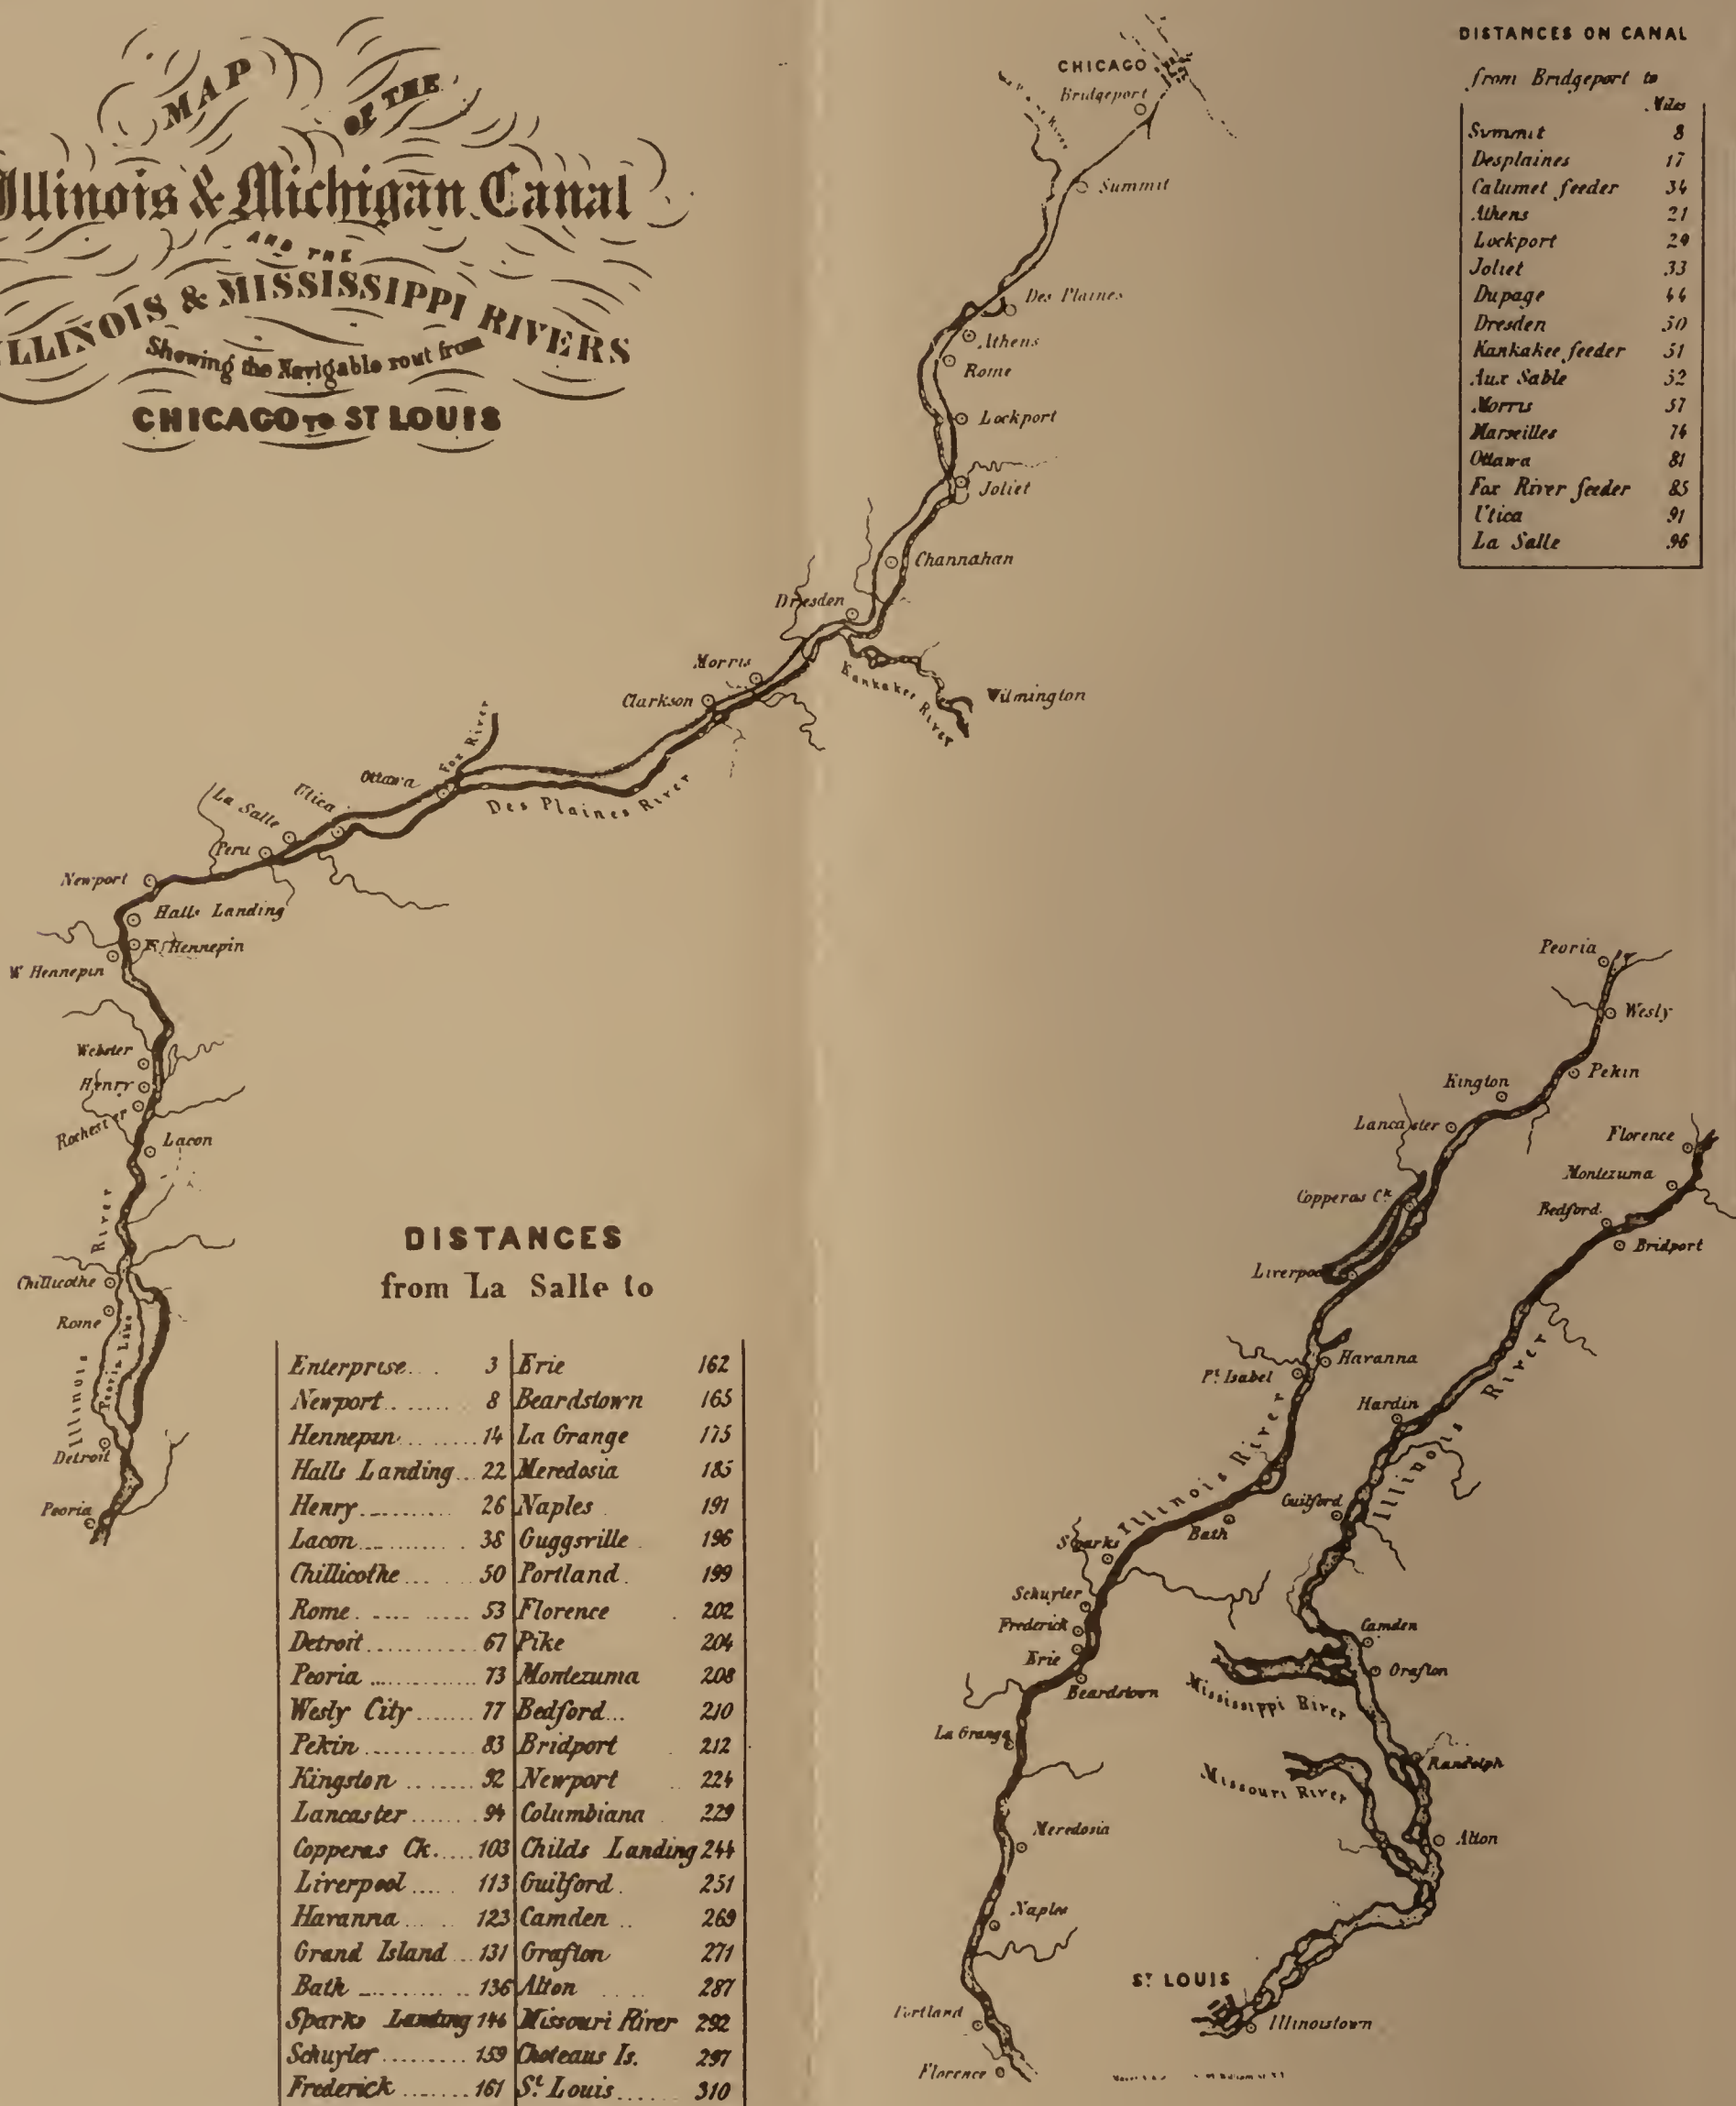 MAP OF THE
Illinois & Michigan Canal
AND THE
ILLINOIS & MISSISSIPPI RIVERS
Showing the Navigable rout from
CHICAGO TO ST LOUIS
DISTANCES ON CANAL
from Bridgeport to
Miles
Summit 8
Desplaines 17
Calumet feeder 34
Athens 21
Lockport 29
Joliet 33
Dupage 44
Dresden 50
Kankakee feeder 51
Aux Sable 52
Morris 57
Marseilles 74
Ottawa 81
Fox River feeder 85
Utica 91
La Salle 96
CHICAGO
Bridgeport
River
Summit
Des Plaines
Athens
Rome
Lockport
Joliet
Channahan
Dresden
Kankakee River
Wilmington
Morris
Clarkson
Fox River
Ottawa
Des Plaines River
Utica
La Salle
Peru
Newport
Halls Landing
E. Hennepin
W Hennepin
Webster
Henry
Rochester
Lacon
Illinois River
Chillicothe
Rome
Peoria Lake
Detroit
Peoria
DISTANCES
from La Salle to
Enterprise 3 Erie 162
Newport 8 Beardstown 165
Hennepin 14 La Grange 175
Halls Landing 22 Meredosia 185
Henry 26 Naples 191
Lacon 38 Guggsville 196
Chillicothe 50 Portland 199
Rome 53 Florence 202
Detroit 67 Pike 204
Peoria 73 Montezuma 208
Wesly City 77 Bedford 210
Pekin 83 Bridport 212
Kingston 92 Newport 224
Lancaster 94 Columbiana 229
Copperas Ck. 103 Childs Landing 244
Liverpool 113 Guilford 251
Havanna 123 Camden 269
Grand Island 131 Grafton 271
Bath 136 Alton 287
Sparks Landing 146 Missouri River 292
Schuyler 159 Choteaus Is. 297
Frederick 161 St. Louis 310
Peoria
Wesly
Pekin
Kington
Lancaster
Copperas Ck
Liverpool
Havanna
Pt. Isabel
Illinois River
Bath
Sparks
Schuyler
Frederick
Erie
Beardstown
La Grange
Meredosia
Naples
Portland
Florence
Florence
Montezuma
Bedford
Bridport
Illinois River
Hardin
Guilford
Camden
Grafton
Mississippi River
Randolph
Missouri River
Alton
ST LOUIS
Illinoistown